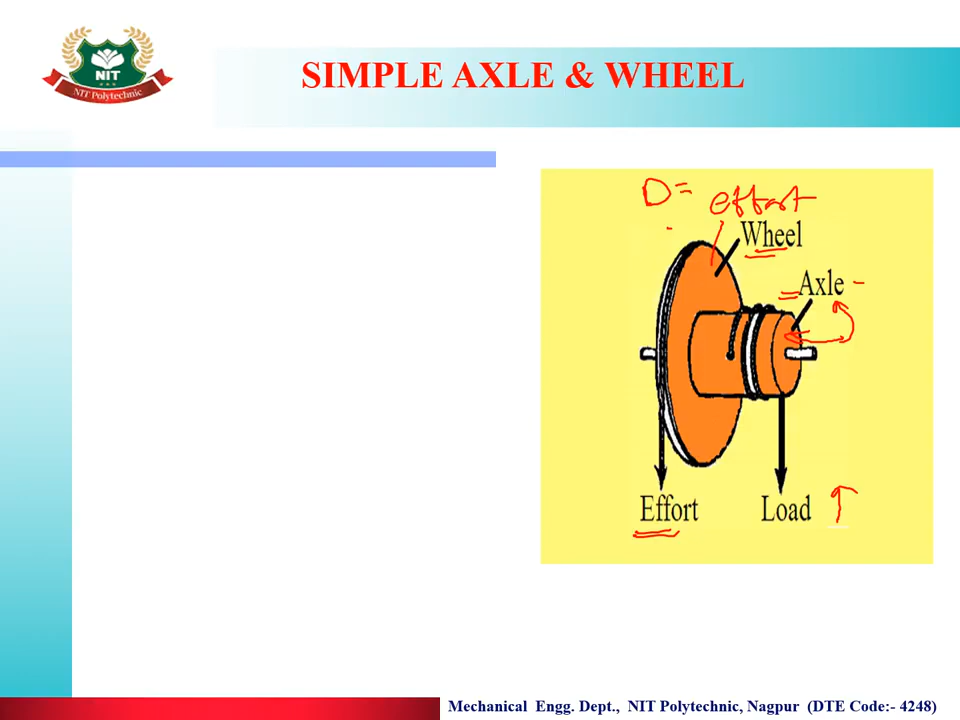 NIT
NIT Polytechnic
SIMPLE AXLE & WHEEL
D = effort
Wheel
Axle
Effort
Load
Mechanical Engg. Dept., NIT Polytechnic, Nagpur (DTE Code:- 4248)